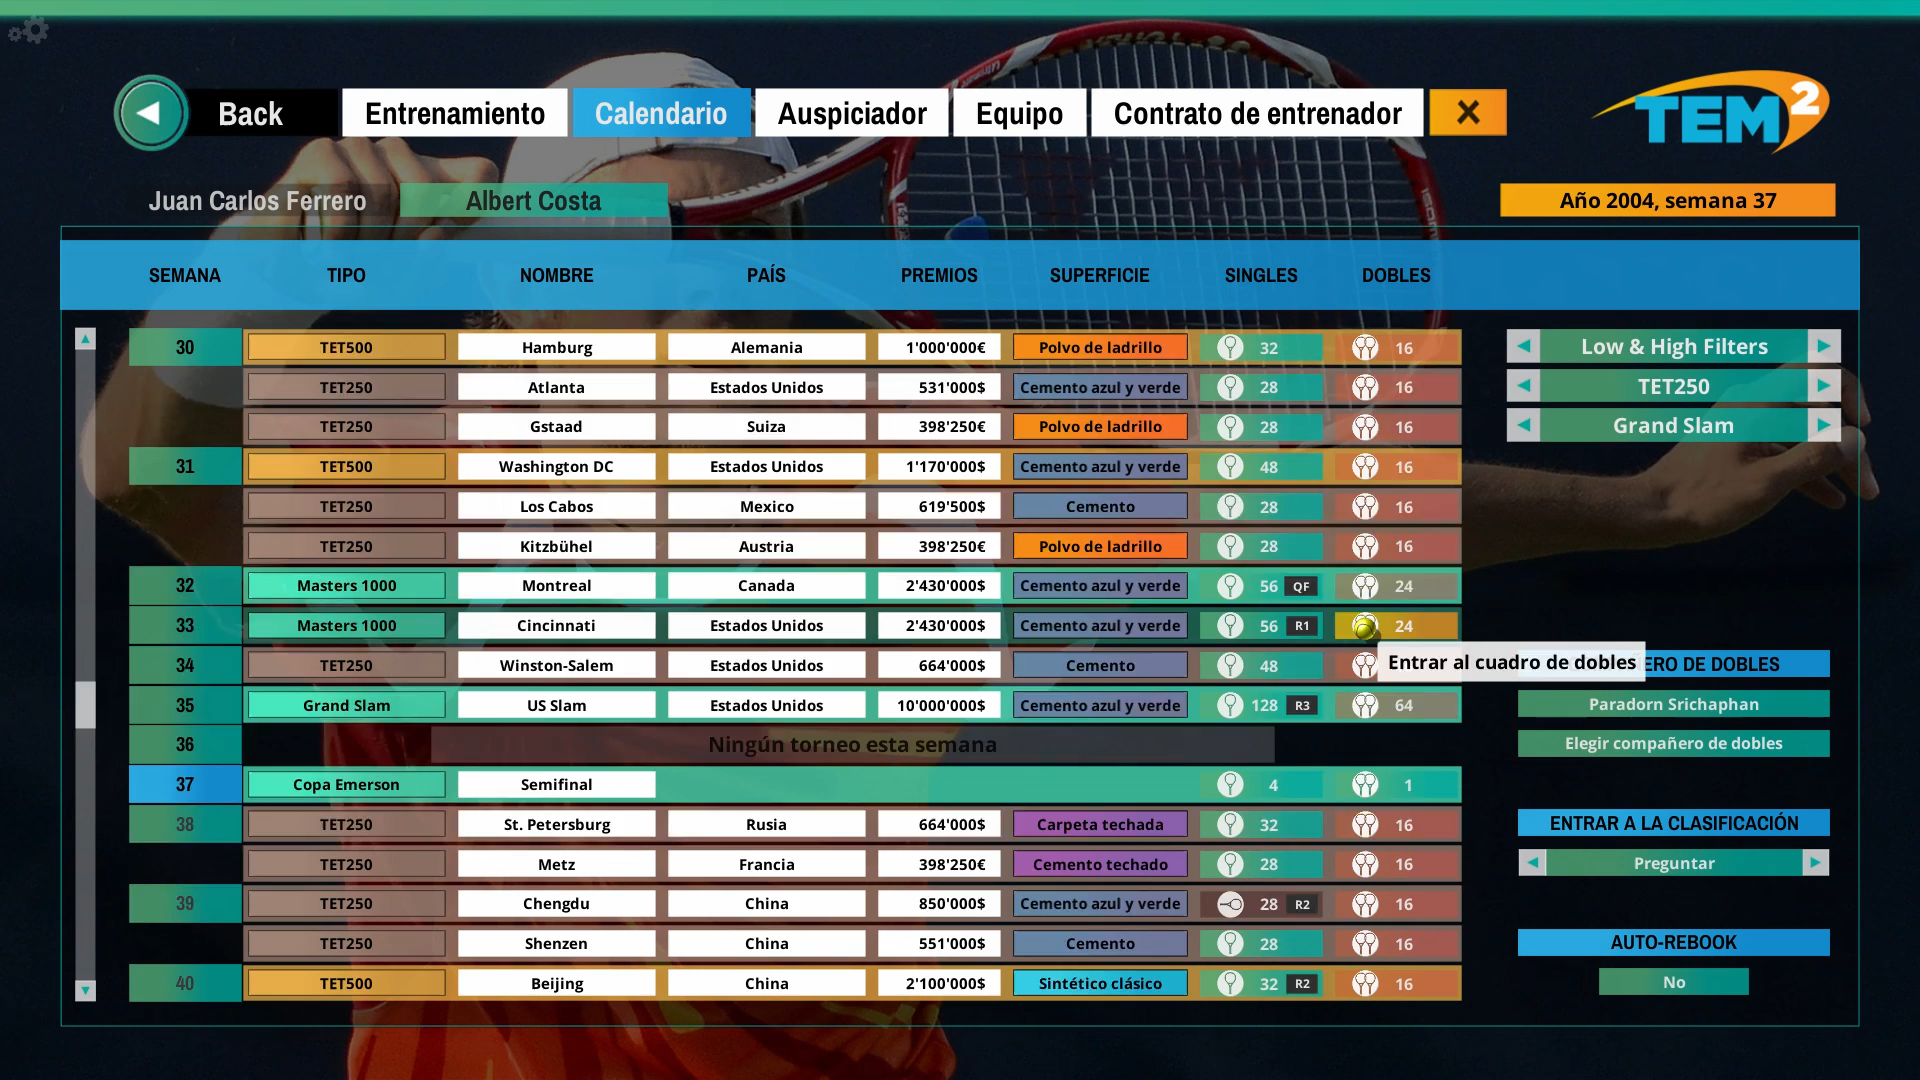 Back Entrenamiento Calendario Auspiciador Equipo Contrato de entrenador X TEM2
Juan Carlos Ferrero Albert Costa Año 2004, semana 37
SEMANA TIPO NOMBRE PAÍS PREMIOS SUPERFICIE SINGLES DOBLES
30 TET500 Hamburg Alemania 1'000'000€ Polvo de ladrillo 32 16
TET250 Atlanta Estados Unidos 531'000$ Cemento azul y verde 28 16
TET250 Gstaad Suiza 398'250€ Polvo de ladrillo 28 16
31 TET500 Washington DC Estados Unidos 1'170'000$ Cemento azul y verde 48 16
TET250 Los Cabos Mexico 619'500$ Cemento 28 16
TET250 Kitzbühel Austria 398'250€ Polvo de ladrillo 28 16
32 Masters 1000 Montreal Canada 2'430'000$ Cemento azul y verde 56 QF 24
33 Masters 1000 Cincinnati Estados Unidos 2'430'000$ Cemento azul y verde 56 R1 24
34 TET250 Winston-Salem Estados Unidos 664'000$ Cemento 48
Entrar al cuadro de dobles
35 Grand Slam US Slam Estados Unidos 10'000'000$ Cemento azul y verde 128 R3 64
36 Ningún torneo esta semana
37 Copa Emerson Semifinal 4 1
38 TET250 St. Petersburg Rusia 664'000$ Carpeta techada 32 16
TET250 Metz Francia 398'250€ Cemento techado 28 16
39 TET250 Chengdu China 850'000$ Cemento azul y verde 28 R2 16
TET250 Shenzen China 551'000$ Cemento 28 16
40 TET500 Beijing China 2'100'000$ Sintético clásico 32 R2 16
Low & High Filters
TET250
Grand Slam
ERO DE DOBLES
Paradorn Srichaphan
Elegir compañero de dobles
ENTRAR A LA CLASIFICACIÓN
Preguntar
AUTO-REBOOK
No